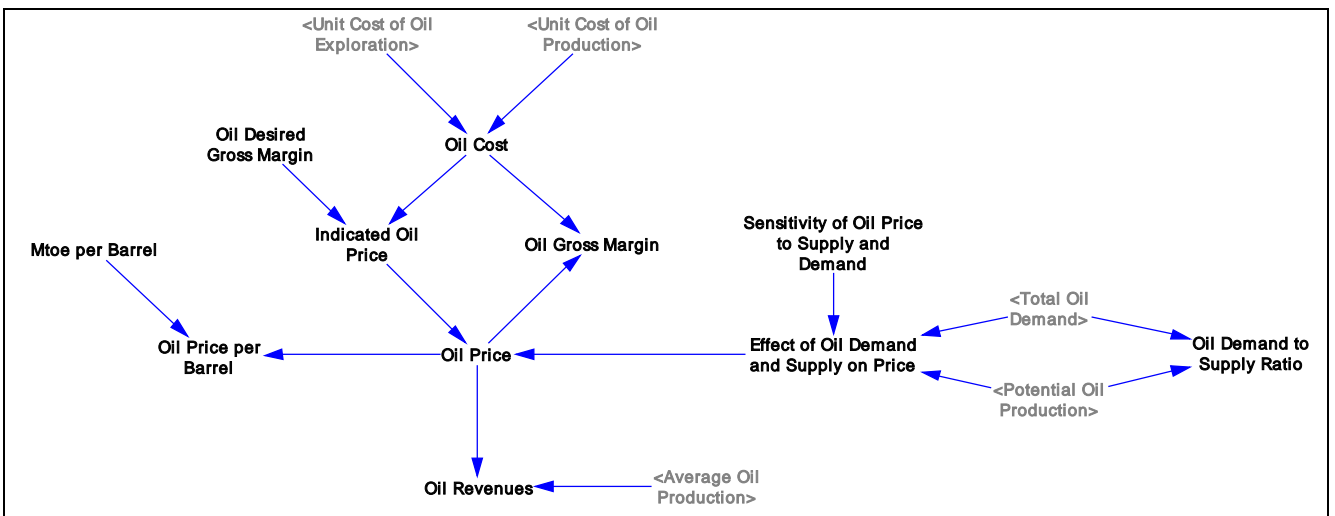 <Unit Cost of Oil
Exploration>
<Unit Cost of Oil
Production>
Oil Desired
Gross Margin
Oil Cost
Mtoe per Barrel
Indicated Oil
Price
Oil Gross Margin
Sensitivity of Oil Price
to Supply and
Demand
<Total Oil
Demand>
Oil Price per
Barrel
Oil Price
Effect of Oil Demand
and Supply on Price
Oil Demand to
Supply Ratio
<Potential Oil
Production>
Oil Revenues
<Average Oil
Production>